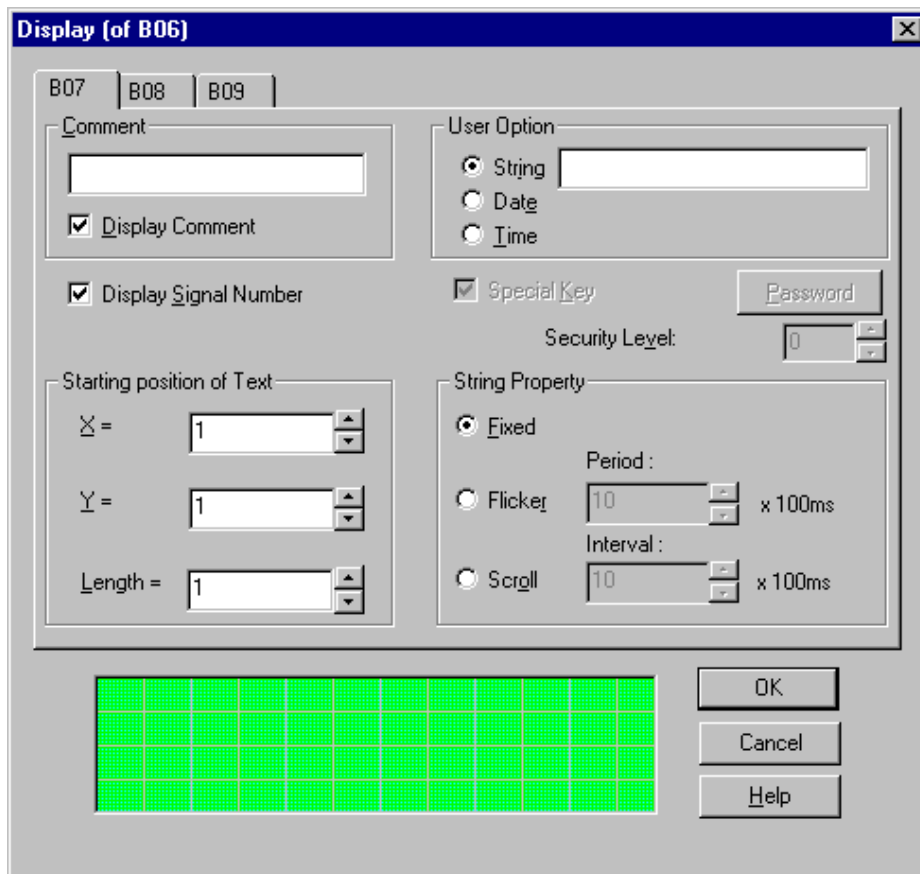 Display (of B06)
B07 B08 B09
Comment
Display Comment
User Option
String
Date
Time
Display Signal Number
Special Key
Password
Security Level:
0
Starting position of Text
X =
1
Y =
1
Length =
1
String Property
Fixed
Period :
Flicker
10
x 100ms
Interval :
Scroll
10
x 100ms
OK
Cancel
Help